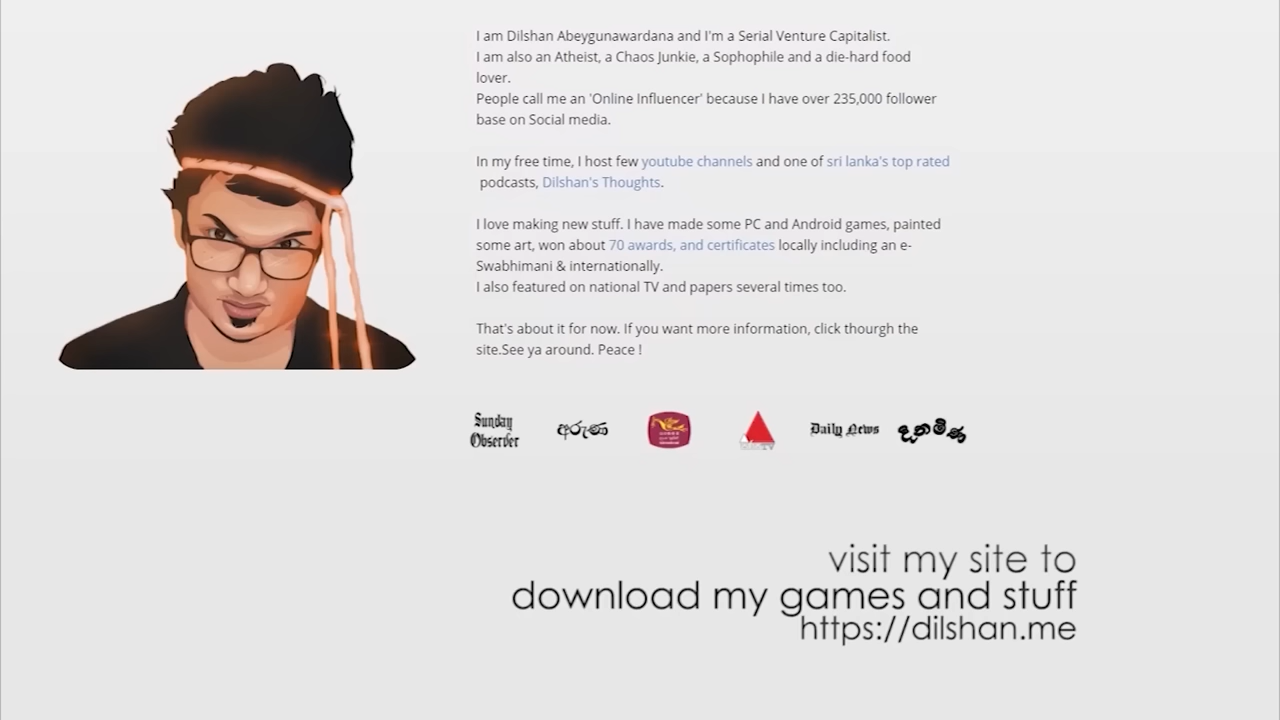 I am Dilshan Abeygunawardana and I'm a Serial Venture Capitalist.
I am also an Atheist, a Chaos Junkie, a Sophophile and a die-hard food
lover.
People call me an 'Online Influencer' because I have over 235,000 follower
base on Social media.
In my free time, I host few youtube channels and one of sri lanka's top rated
podcasts, Dilshan's Thoughts.
I love making new stuff. I have made some PC and Android games, painted
some art, won about 70 awards, and certificates locally including an e-
Swabhimani & internationally.
I also featured on national TV and papers several times too.
That's about it for now. If you want more information, click thourgh the
site.See ya around. Peace !
Sunday
Observer
අරුණ
Daily News
දිනමිණ
visit my site to
download my games and stuff
https://dilshan.me